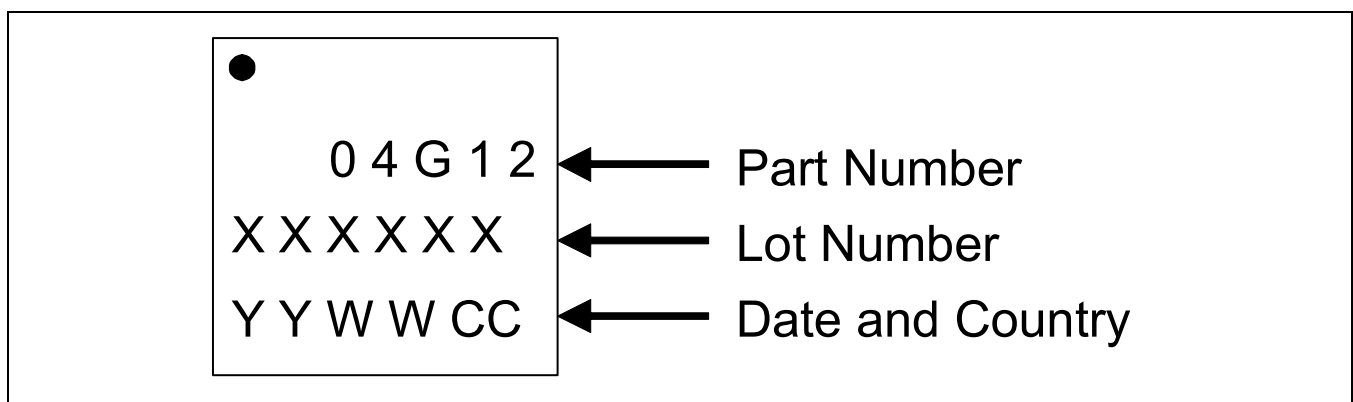 0 4 G 1 2 Part Number
X X X X X X Lot Number
Y Y W W CC Date and Country